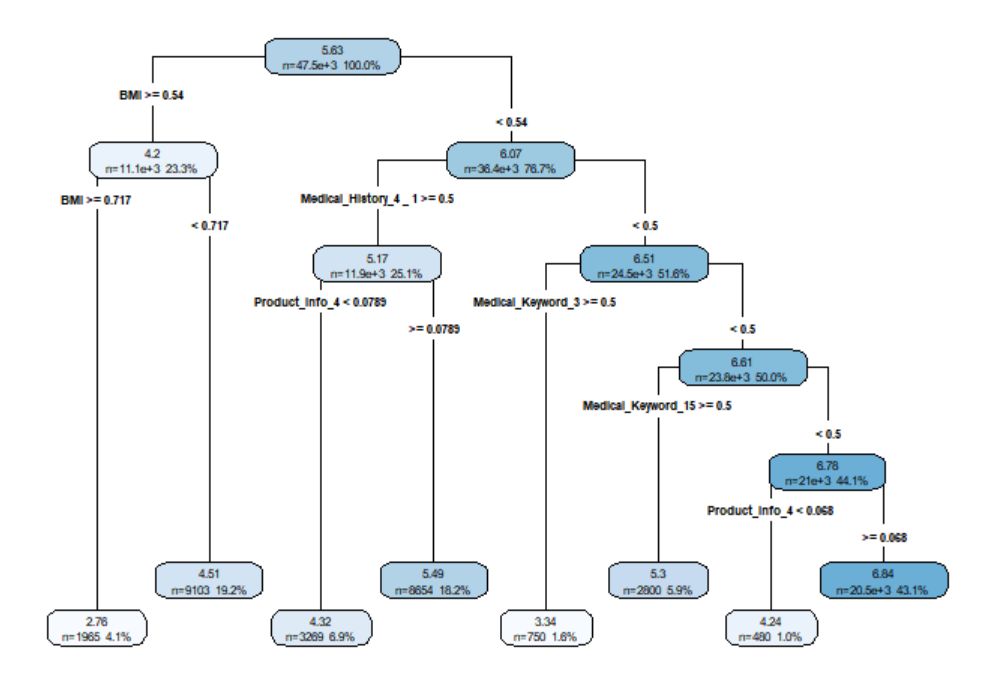 5.63
n=47.5e+3 100.0%
BMI >= 0.54
< 0.54
4.2
n=11.1e+3 23.3%
6.07
n=36.4e+3 76.7%
BMI >= 0.717
Medical_History_4 _ 1 >= 0.5
< 0.717
< 0.5
5.17
n=11.9e+3 25.1%
6.51
n=24.5e+3 51.6%
Product_Info_4 < 0.0789
Medical_Keyword_3 >= 0.5
>= 0.0789
< 0.5
6.61
n=23.8e+3 50.0%
Medical_Keyword_15 >= 0.5
< 0.5
6.78
n=21e+3 44.1%
Product_Info_4 < 0.068
>= 0.068
4.51
n=9103 19.2%
5.49
n=8654 18.2%
5.3
n=2800 5.9%
6.84
n=20.5e+3 43.1%
2.76
n=1965 4.1%
4.32
n=3269 6.9%
3.34
n=750 1.6%
4.24
n=480 1.0%